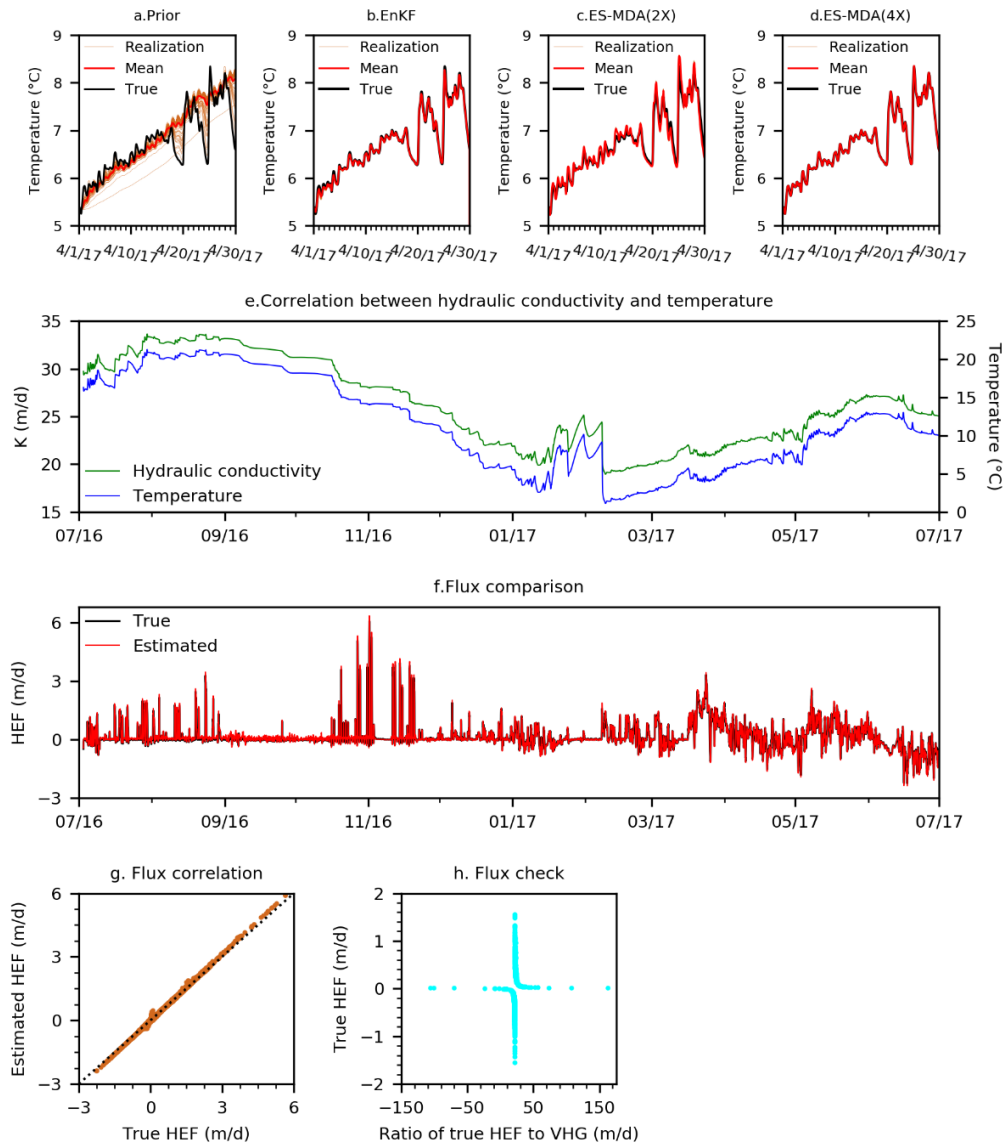 a.Prior
b.EnKF
c.ES-MDA(2X)
d.ES-MDA(4X)
Temperature (°C)
9
8
7
6
5
Realization
Mean
True
4/1/17
4/10/17
4/20/17
4/30/17
Temperature (°C)
9
8
7
6
5
Realization
Mean
True
4/1/17
4/10/17
4/20/17
4/30/17
Temperature (°C)
9
8
7
6
5
Realization
Mean
True
4/1/17
4/10/17
4/20/17
4/30/17
Temperature (°C)
9
8
7
6
5
Realization
Mean
True
4/1/17
4/10/17
4/20/17
4/30/17
e.Correlation between hydraulic conductivity and temperature
K (m/d)
35
30
25
20
15
Hydraulic conductivity
Temperature
25
20
15
10
5
0
Temperature (°C)
07/16
09/16
11/16
01/17
03/17
05/17
07/17
f.Flux comparison
HEF (m/d)
6
3
0
−3
True
Estimated
07/16
09/16
11/16
01/17
03/17
05/17
07/17
g. Flux correlation
Estimated HEF (m/d)
6
3
0
−3
−3
0
3
6
True HEF (m/d)
h. Flux check
True HEF (m/d)
2
1
0
−1
−2
−150
−50
50
150
Ratio of true HEF to VHG (m/d)